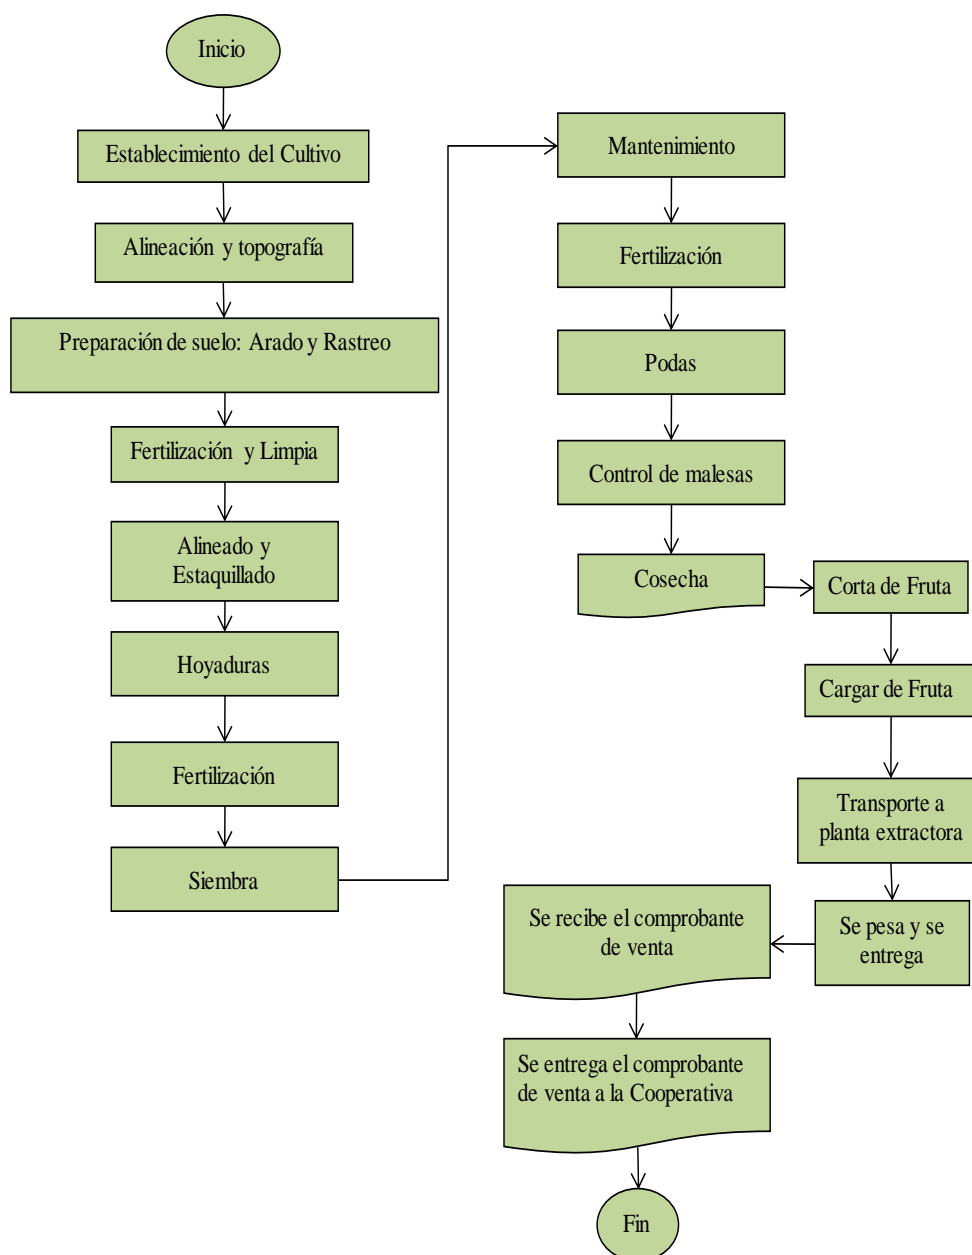 Inicio
Establecimiento del Cultivo
Alineación y topografía
Preparación de suelo: Arado y Rastreo
Fertilización y Limpia
Alineado y
Estaquillado
Hoyaduras
Fertilización
Siembra
Mantenimiento
Fertilización
Podas
Control de malesas
Cosecha
Corta de Fruta
Cargar de Fruta
Transporte a
planta extractora
Se pesa y se
entrega
Se recibe el comprobante
de venta
Se entrega el comprobante
de venta a la Cooperativa
Fin